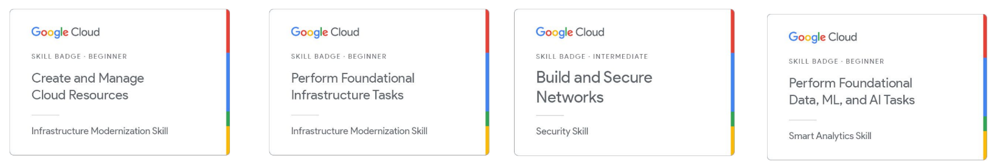 Google Cloud
SKILL BADGE · BEGINNER
Create and Manage
Cloud Resources
Infrastructure Modernization Skill
Google Cloud
SKILL BADGE · BEGINNER
Perform Foundational
Infrastructure Tasks
Infrastructure Modernization Skill
Google Cloud
SKILL BADGE · INTERMEDIATE
Build and Secure
Networks
Security Skill
Google Cloud
SKILL BADGE · BEGINNER
Perform Foundational
Data, ML, and AI Tasks
Smart Analytics Skill